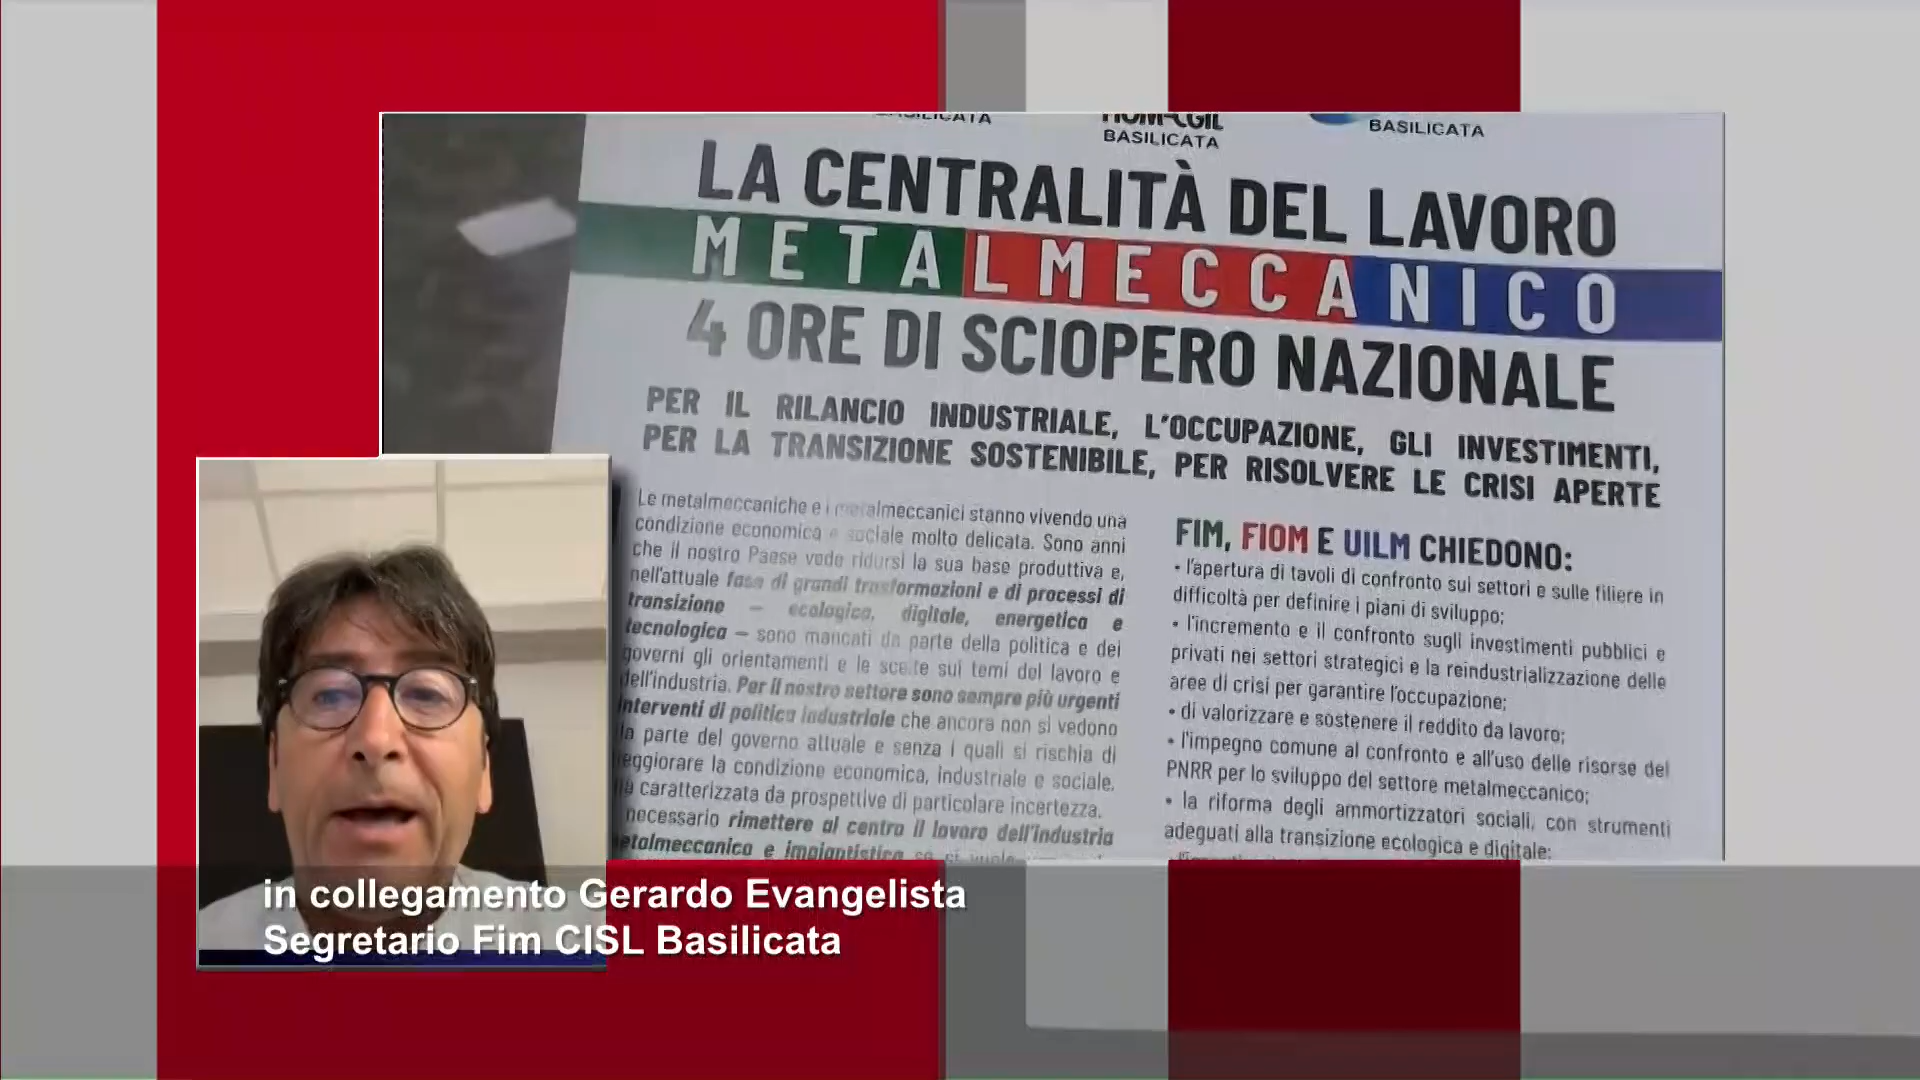 BASILICATA
FIOM-CGIL
BASILICATA
BASILICATA
LA CENTRALITÀ DEL LAVORO
METALMECCANICO
4 ORE DI SCIOPERO NAZIONALE
PER IL RILANCIO INDUSTRIALE, L'OCCUPAZIONE, GLI INVESTIMENTI,
PER LA TRANSIZIONE SOSTENIBILE, PER RISOLVERE LE CRISI APERTE
Le metalmeccaniche e i metalmeccanici stanno vivendo una
condizione economica e sociale molto delicata. Sono anni
che il nostro Paese vede ridursi la sua base produttiva e,
nell'attuale fase di grandi trasformazioni e di processi di
transizione – ecologica, digitale, energetica e
tecnologica – sono mancati da parte della politica e dei
governi gli orientamenti e le scelte sui temi del lavoro e
dell'industria. Per il nostro settore sono sempre più urgenti
interventi di politica industriale che ancora non si vedono
da parte del governo attuale e senza i quali si rischia di
peggiorare la condizione economica, industriale e sociale,
già caratterizzata da prospettive di particolare incertezza.
necessario rimettere al centro il lavoro dell'industria
metalmeccanica e impiantistica se si vuole
FIM, FIOM E UILM CHIEDONO:
• l'apertura di tavoli di confronto sui settori e sulle filiere in
difficoltà per definire i piani di sviluppo;
• l'incremento e il confronto sugli investimenti pubblici e
privati nei settori strategici e la reindustrializzazione delle
aree di crisi per garantire l'occupazione;
• di valorizzare e sostenere il reddito da lavoro;
• l'impegno comune al confronto e all'uso delle risorse del
PNRR per lo sviluppo del settore metalmeccanico;
• la riforma degli ammortizzatori sociali, con strumenti
adeguati alla transizione ecologica e digitale;
in collegamento Gerardo Evangelista
Segretario Fim CISL Basilicata